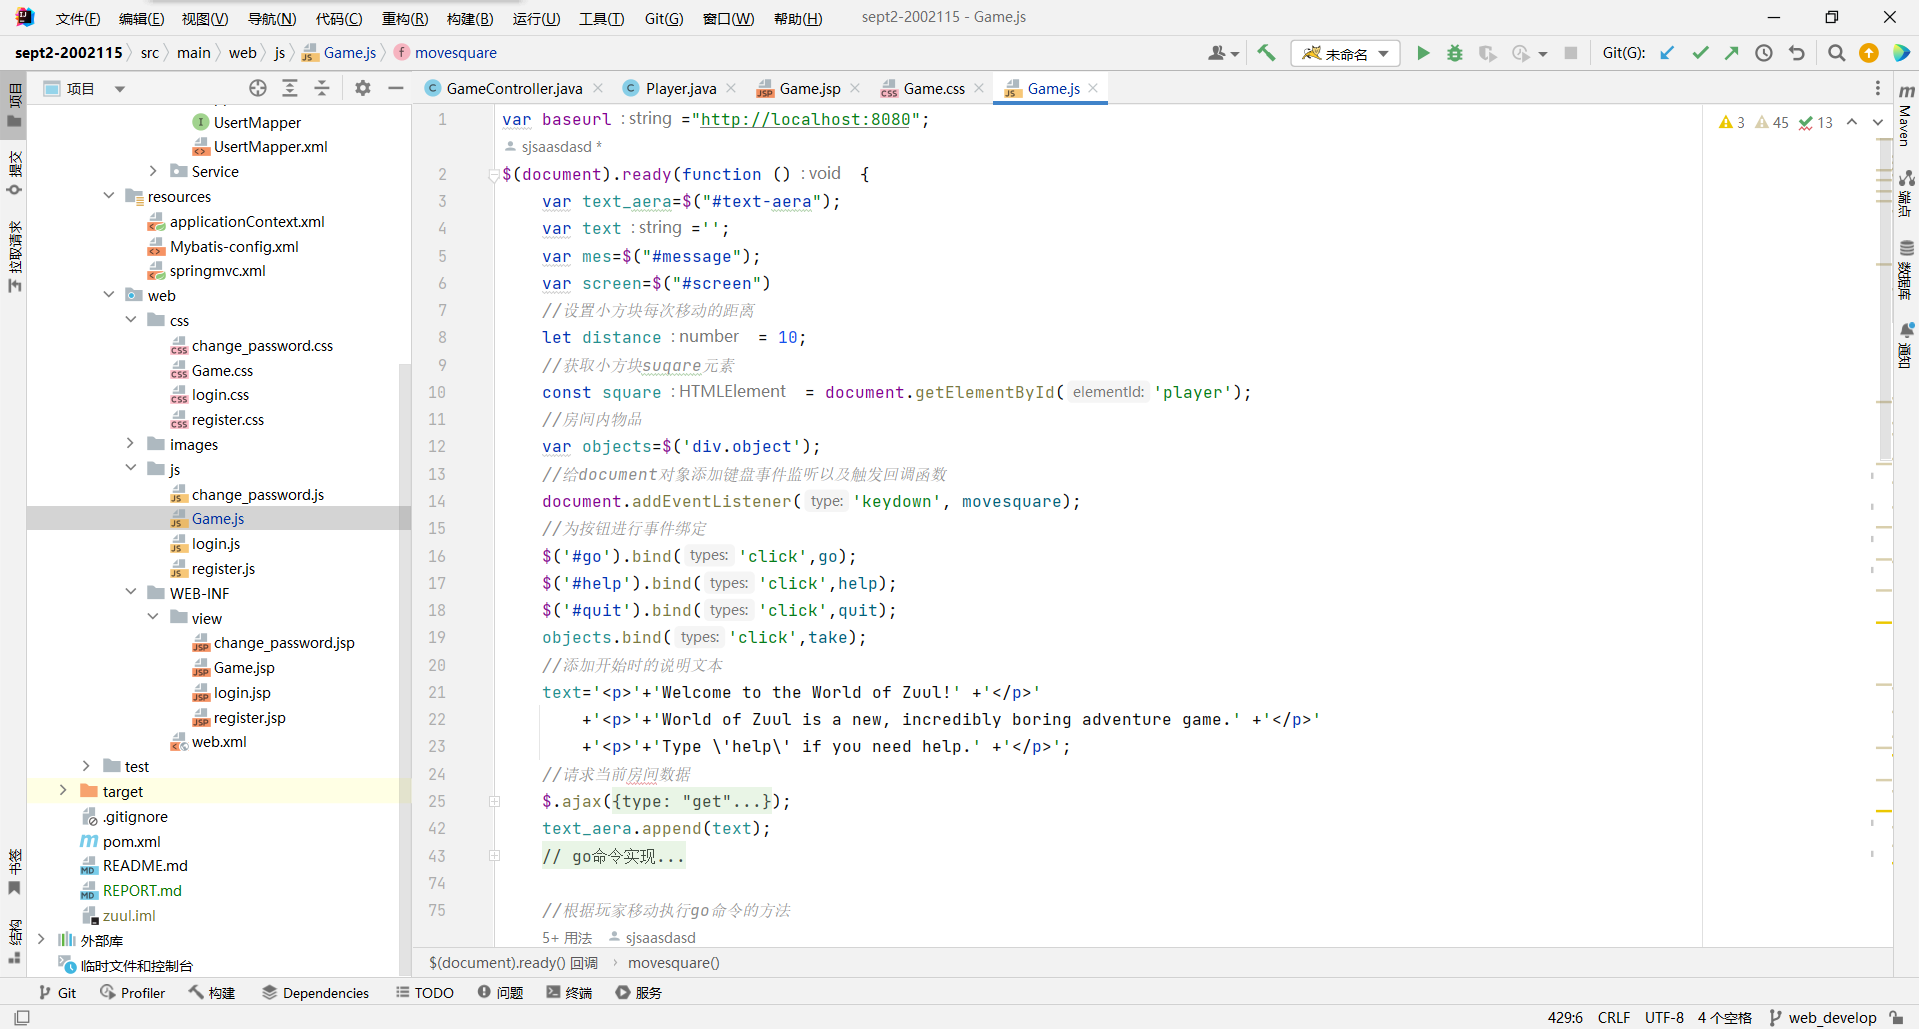 文件(F) 编辑(E) 视图(V) 导航(N) 代码(C) 重构(R) 构建(B) 运行(U) 工具(T) Git(G) 窗口(W) 帮助(H) sept2-2002115 - Game.js
sept2-2002115 src main web js Game.js movesquare
未命名
Git(G):
项目
GameController.java
Player.java
Game.jsp
Game.css
Game.js
项目
提交
拉取请求
书签
结构
UsertMapper
UsertMapper.xml
Service
resources
applicationContext.xml
Mybatis-config.xml
springmvc.xml
web
css
change_password.css
Game.css
login.css
register.css
images
js
change_password.js
Game.js
login.js
register.js
WEB-INF
view
change_password.jsp
Game.jsp
login.jsp
register.jsp
web.xml
test
target
.gitignore
pom.xml
README.md
REPORT.md
zuul.iml
外部库
临时文件和控制台
3 45 13
1 var baseurl : string ="http://localhost:8080";
sjsaasdasd *
2 $(document).ready(function () : void {
3 var text_aera=$("#text-aera");
4 var text : string ='';
5 var mes=$("#message");
6 var screen=$("#screen")
7 //设置小方块每次移动的距离
8 let distance : number = 10;
9 //获取小方块suqare元素
10 const square : HTMLElement = document.getElementById( elementId: 'player');
11 //房间内物品
12 var objects=$('div.object');
13 //给document对象添加键盘事件监听以及触发回调函数
14 document.addEventListener( type: 'keydown', movesquare);
15 //为按钮进行事件绑定
16 $('#go').bind( types: 'click',go);
17 $('#help').bind( types: 'click',help);
18 $('#quit').bind( types: 'click',quit);
19 objects.bind( types: 'click',take);
20 //添加开始时的说明文本
21 text='<p>'+'Welcome to the World of Zuul!' +'</p>'
22 +'<p>'+'World of Zuul is a new, incredibly boring adventure game.' +'</p>'
23 +'<p>'+'Type \'help\' if you need help.' +'</p>';
24 //请求当前房间数据
25 $.ajax({type: "get"...});
42 text_aera.append(text);
43 // go命令实现...
74
75 //根据玩家移动执行go命令的方法
5+ 用法 sjsaasdasd
$(document).ready() 回调 movesquare()
Maven
端点
数据库
通知
Git Profiler 构建 Dependencies TODO 问题 终端 服务
429:6 CRLF UTF-8 4 个空格 web_develop